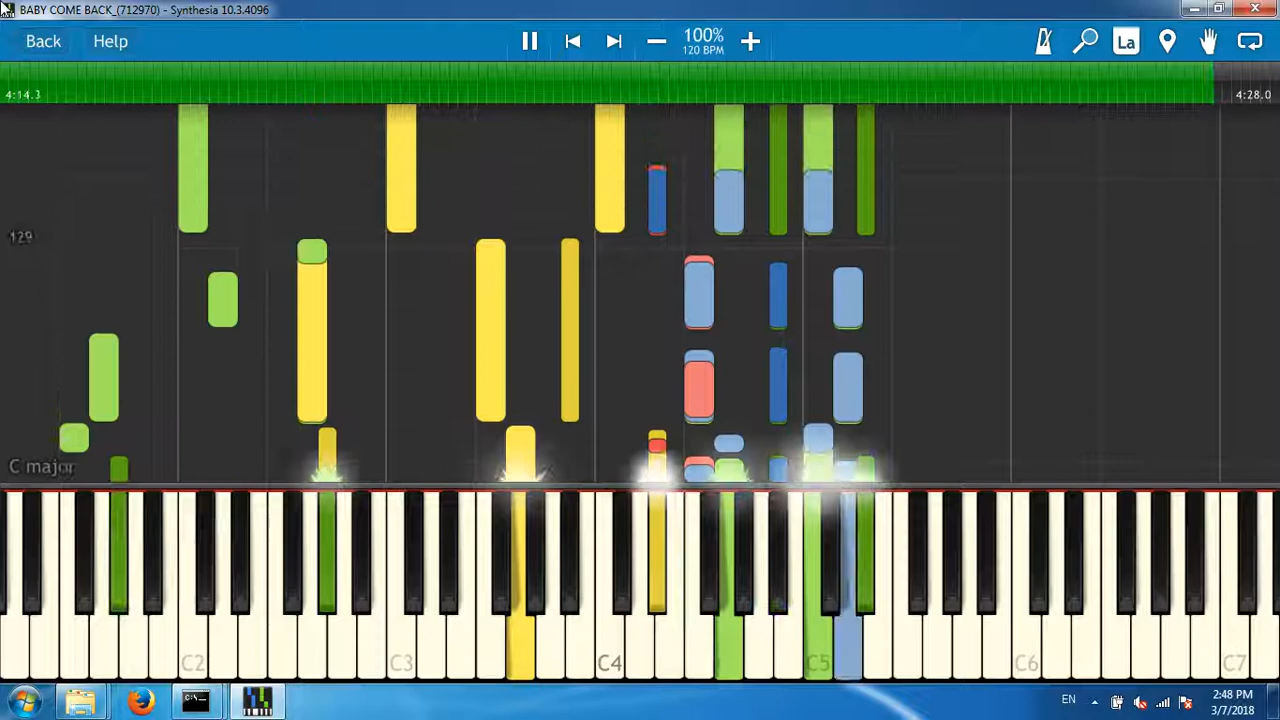 BABY COME BACK_(712970) - Synthesia 10.3.4096
Back Help 100% La
120 BPM
4:14.3 4:28.0
129
C major
C2 C3 C4 C5 C6 C7
EN 2:48 PM
3/7/2018